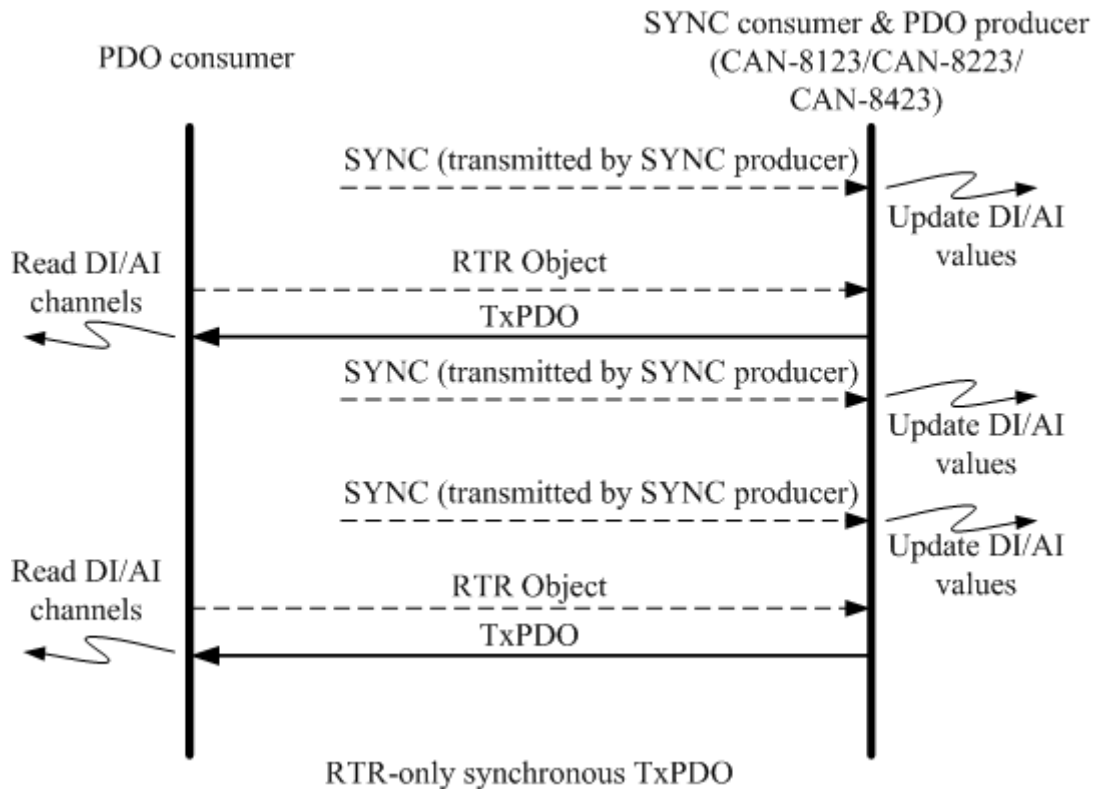 SYNC consumer & PDO producer
PDO consumer
(CAN-8123/CAN-8223/
CAN-8423)
SYNC (transmitted by SYNC producer)
Update DI/AI
values
Read DI/AI
channels
RTR Object
TxPDO
SYNC (transmitted by SYNC producer)
Update DI/AI
values
SYNC (transmitted by SYNC producer)
Update DI/AI
values
Read DI/AI
channels
RTR Object
TxPDO
RTR-only synchronous TxPDO